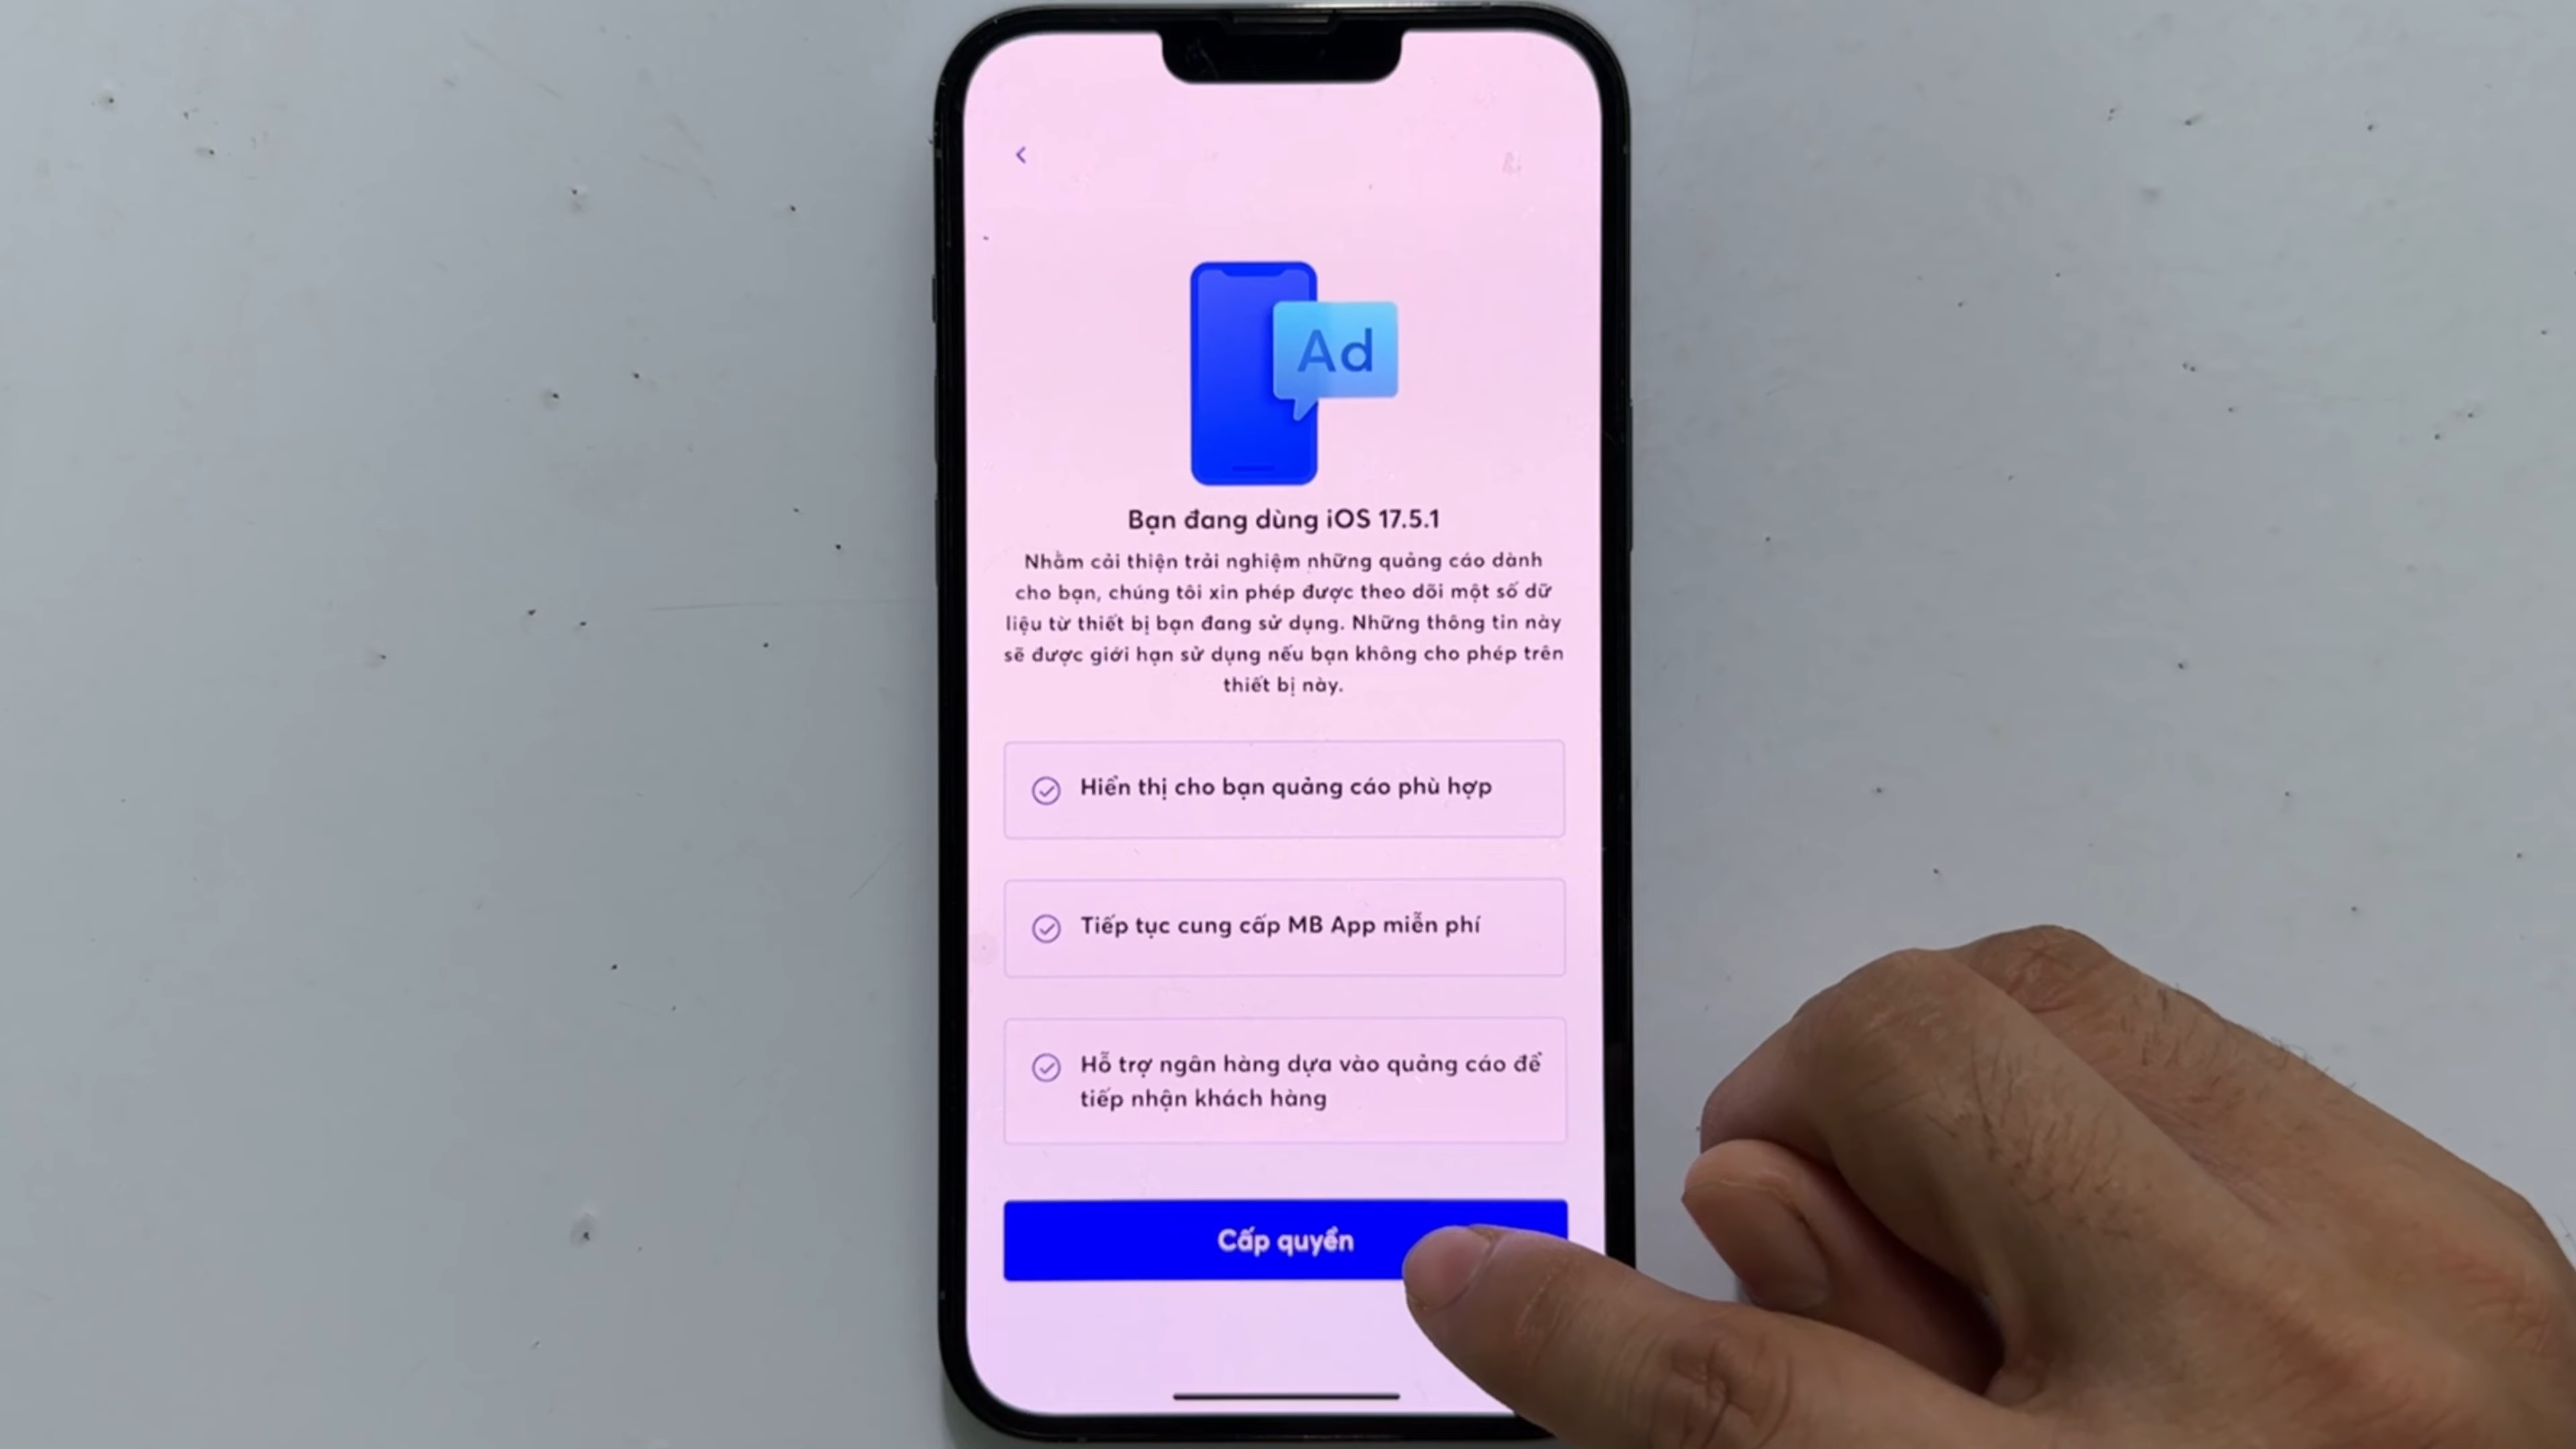 Ad
Bạn đang dùng iOS 17.5.1
Nhằm cải thiện trải nghiệm những quảng cáo dành
cho bạn, chúng tôi xin phép được theo dõi một số dữ
liệu từ thiết bị bạn đang sử dụng. Những thông tin này
sẽ được giới hạn sử dụng nếu bạn không cho phép trên
thiết bị này.
Hiển thị cho bạn quảng cáo phù hợp
Tiếp tục cung cấp MB App miễn phí
Hỗ trợ ngân hàng dựa vào quảng cáo để
tiếp nhận khách hàng
Cấp quyền